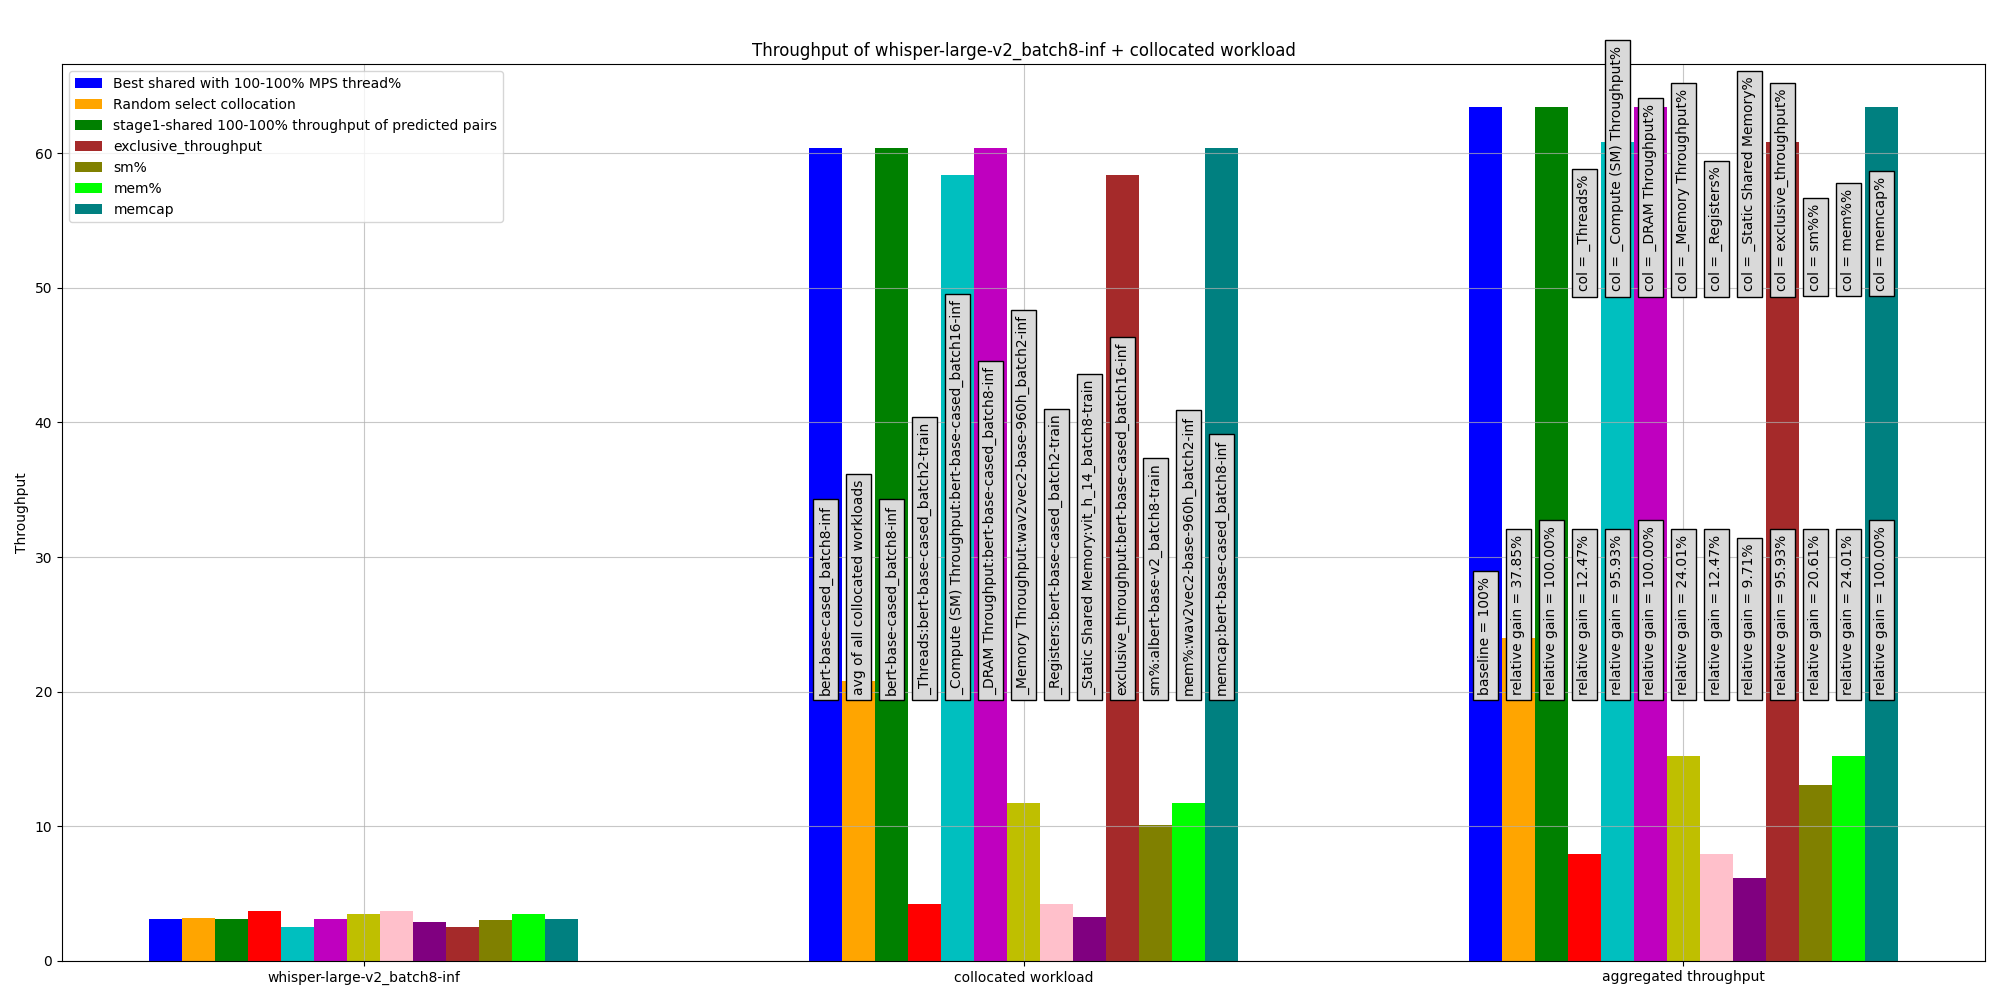 Throughput of whisper-large-v2_batch8-inf + collocated workload
Best shared with 100-100% MPS thread%
Random select collocation
stage1-shared 100-100% throughput of predicted pairs
exclusive_throughput
sm%
mem%
memcap
Throughput
60
50
40
30
20
10
0
bert-base-cased_batch8-inf
avg of all collocated workloads
bert-base-cased_batch8-inf
_Threads:bert-base-cased_batch2-train
_Compute (SM) Throughput:bert-base-cased_batch16-inf
_DRAM Throughput:bert-base-cased_batch8-inf
_Memory Throughput:wav2vec2-base-960h_batch2-inf
_Registers:bert-base-cased_batch2-train
_Static Shared Memory:vit_h_14_batch8-train
exclusive_throughput:bert-base-cased_batch16-inf
sm%:albert-base-v2_batch8-train
mem%:wav2vec2-base-960h_batch2-inf
memcap:bert-base-cased_batch8-inf
col = _Threads%
col = _Compute (SM) Throughput%
col = _DRAM Throughput%
col = _Memory Throughput%
col = _Registers%
col = _Static Shared Memory%
col = exclusive_throughput%
col = sm%%
col = mem%%
col = memcap%
baseline = 100%
relative gain = 37.85%
relative gain = 100.00%
relative gain = 12.47%
relative gain = 95.93%
relative gain = 100.00%
relative gain = 24.01%
relative gain = 12.47%
relative gain = 9.71%
relative gain = 95.93%
relative gain = 20.61%
relative gain = 24.01%
relative gain = 100.00%
whisper-large-v2_batch8-inf
collocated workload
aggregated throughput